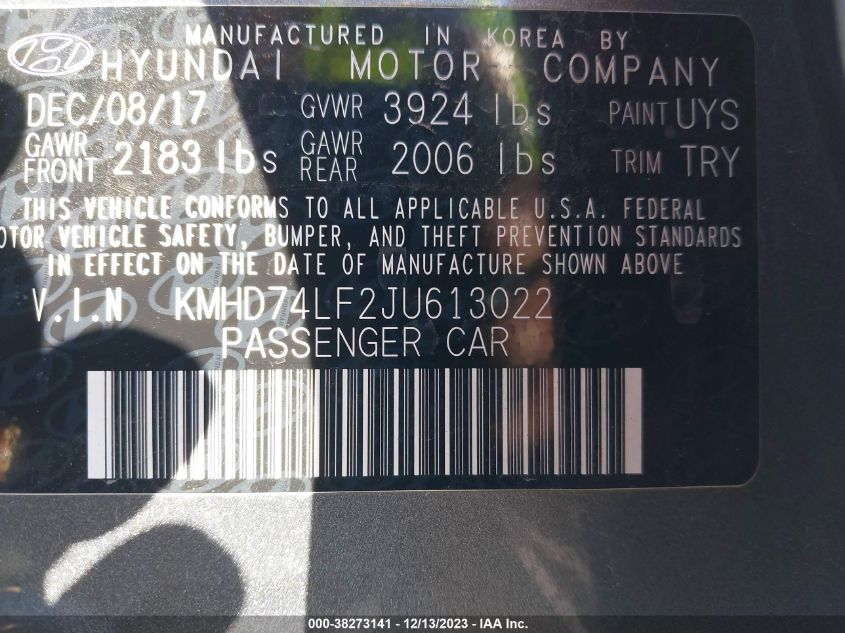 MANUFACTURED IN KOREA BY
HYUNDAI MOTOR COMPANY
DEC/08/17 GVWR 3924 lbs PAINT UYS
GAWR FRONT 2183 lbs GAWR REAR 2006 lbs TRIM TRY
THIS VEHICLE CONFORMS TO ALL APPLICABLE U.S.A. FEDERAL
OTOR VEHICLE SAFETY, BUMPER, AND THEFT PREVENTION STANDARDS
IN EFFECT ON THE DATE OF MANUFACTURE SHOWN ABOVE
V.I.N KMHD74LF2JU613022
PASSENGER CAR
000-38273141 - 12/13/2023 - IAA Inc.